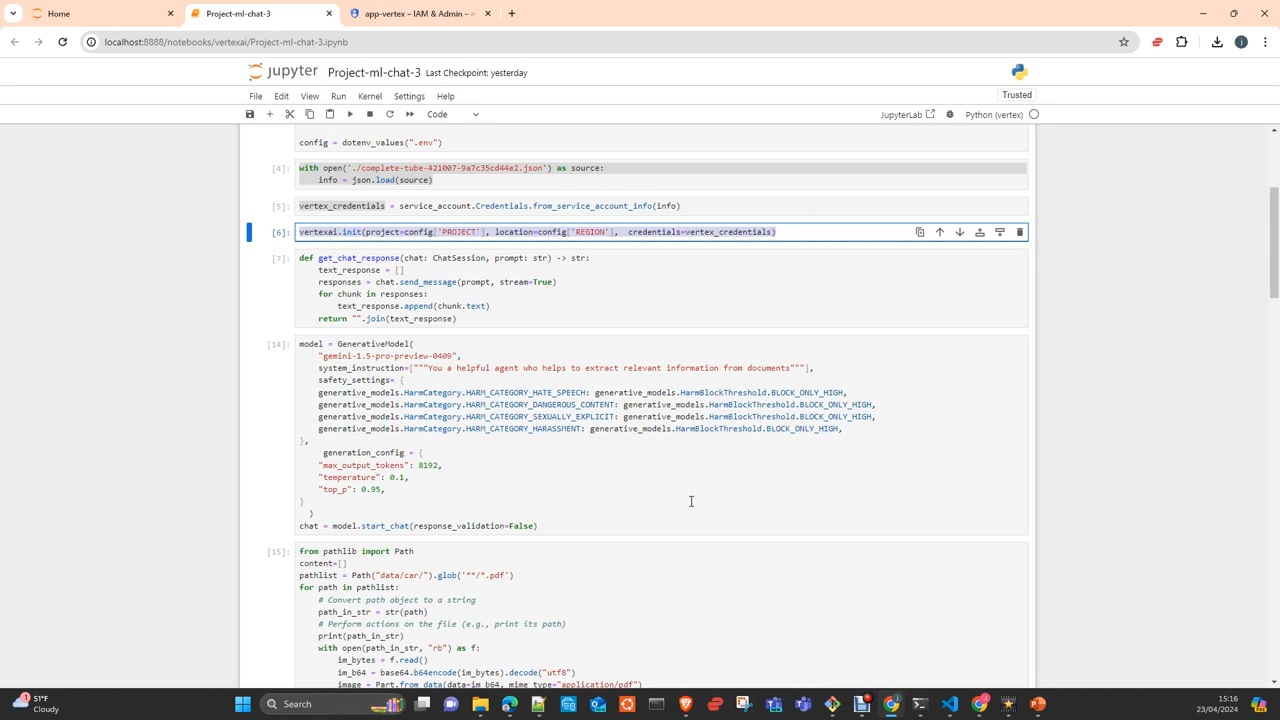 Home
Project-ml-chat-3
app-vertex – IAM & Admin –
localhost:8888/notebooks/vertexai/Project-ml-chat-3.ipynb
jupyter Project-ml-chat-3 Last Checkpoint: yesterday
File Edit View Run Kernel Settings Help
Trusted
Code
JupyterLab
Python (vertex)
config = dotenv_values(".env")
[4]: with open('./complete-tube-421007-9a7c35cd44e2.json') as source:
info = json.load(source)
[5]: vertex_credentials = service_account.Credentials.from_service_account_info(info)
[6]: vertexai.init(project=config['PROJECT'], location=config['REGION'], credentials=vertex_credentials)
[7]: def get_chat_response(chat: ChatSession, prompt: str) -> str:
text_response = []
responses = chat.send_message(prompt, stream=True)
for chunk in responses:
text_response.append(chunk.text)
return "".join(text_response)
[14]: model = GenerativeModel(
"gemini-1.5-pro-preview-0409",
system_instruction=["""You a helpful agent who helps to extract relevant information from documents"""],
safety_settings= {
generative_models.HarmCategory.HARM_CATEGORY_HATE_SPEECH: generative_models.HarmBlockThreshold.BLOCK_ONLY_HIGH,
generative_models.HarmCategory.HARM_CATEGORY_DANGEROUS_CONTENT: generative_models.HarmBlockThreshold.BLOCK_ONLY_HIGH,
generative_models.HarmCategory.HARM_CATEGORY_SEXUALLY_EXPLICIT: generative_models.HarmBlockThreshold.BLOCK_ONLY_HIGH,
generative_models.HarmCategory.HARM_CATEGORY_HARASSMENT: generative_models.HarmBlockThreshold.BLOCK_ONLY_HIGH,
},
generation_config = {
"max_output_tokens": 8192,
"temperature": 0.1,
"top_p": 0.95,
}
)
chat = model.start_chat(response_validation=False)
[15]: from pathlib import Path
content=[]
pathlist = Path("data/car/").glob('**/*.pdf')
for path in pathlist:
# Convert path object to a string
path_in_str = str(path)
# Perform actions on the file (e.g., print its path)
print(path_in_str)
with open(path_in_str, "rb") as f:
im_bytes = f.read()
im_b64 = base64.b64encode(im_bytes).decode("utf8")
image = Part.from_data(data=im_b64, mime_type="application/pdf")
51°F
Cloudy
Search
15:16
23/04/2024